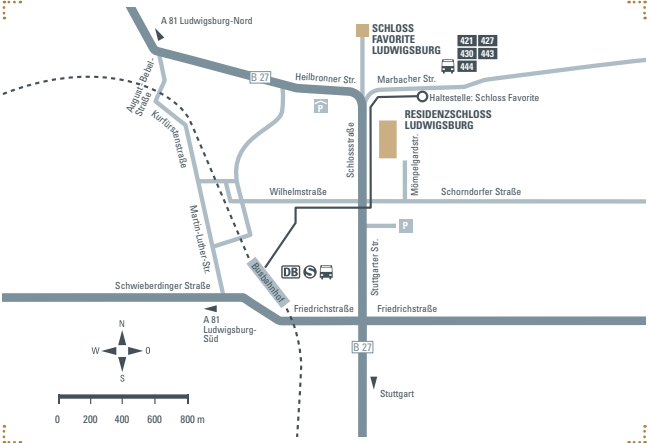 A 81 Ludwigsburg-Nord
SCHLOSS
FAVORITE
LUDWIGSBURG
421 427
430 443
444
B 27
Heilbronner Str.
Marbacher Str.
Haltestelle: Schloss Favorite
August-Bebel-
Straße
P
RESIDENZSCHLOSS
LUDWIGSBURG
Kurfürstenstraße
Schlossstraße
Mömpelgardstr.
Wilhelmstraße
Schorndorfer Straße
Martin-Luther-Str.
P
Stuttgarter Str.
Busbahnhof
DB S
Schwieberdinger Straße
Friedrichstraße
Friedrichstraße
A 81
Ludwigsburg-
Süd
N
W O
S
B 27
Stuttgart
0 200 400 600 800 m